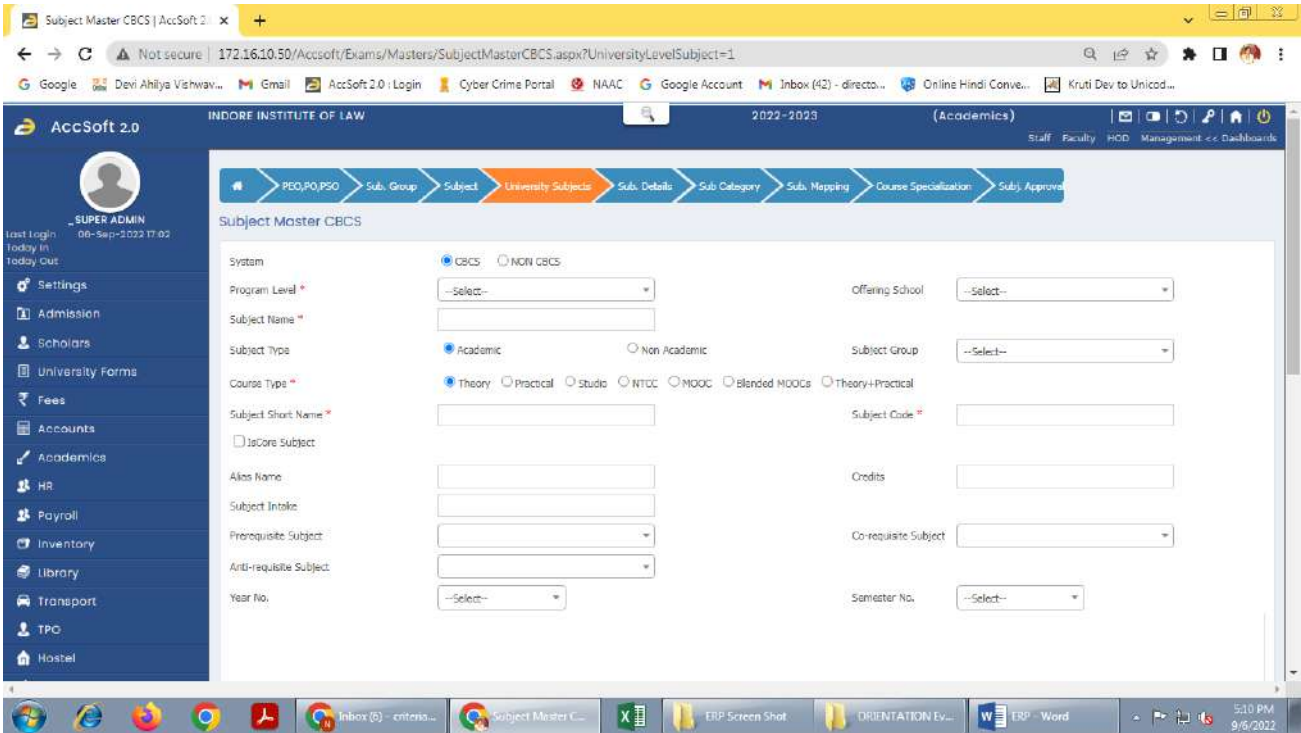 Subject Master CBCS | AccSoft 2.
Not secure 172.16.10.50/Accsoft/Exams/Masters/SubjectMasterCBCS.aspx?UniversityLevelSubject=1
Google Devi Ahilya Vishwav... Gmail AccSoft 2.0 : Login Cyber Crime Portal NAAC Google Account Inbox (42) - directo... Online Hindi Conve... Kruti Dev to Unicod...
AccSoft 2.0 INDORE INSTITUTE OF LAW 2022-2023 (Academics)
Staff Faculty HOD Management << Dashboards
PEO,PO,PSO Sub. Group Subject University Subjects Sub. Details Sub Category Sub. Mapping Course Specialization Subj. Approval
_SUPER ADMIN
Last Login 06-Sep-2022 17:02
Today In
Today Out
Settings
Admission
Scholars
University Forms
Fees
Accounts
Academics
HR
Payroll
Inventory
Library
Transport
TPO
Hostel
Subject Master CBCS
System CBCS NON CBCS
Program Level * --Select-- Offering School --Select--
Subject Name *
Subject Type Academic Non Academic Subject Group --Select--
Course Type * Theory Practical Studio NTCC MOOC Blended MOOCs Theory+Practical
Subject Short Name * Subject Code *
IsCore Subject
Alias Name Credits
Subject Intake
Prerequisite Subject Co-requisite Subject
Anti-requisite Subject
Year No. --Select-- Semester No. --Select--
Inbox (6) - criteria... Subject Master C... ERP Screen Shot ORIENTATION Ev... ERP - Word 5:10 PM
9/6/2022